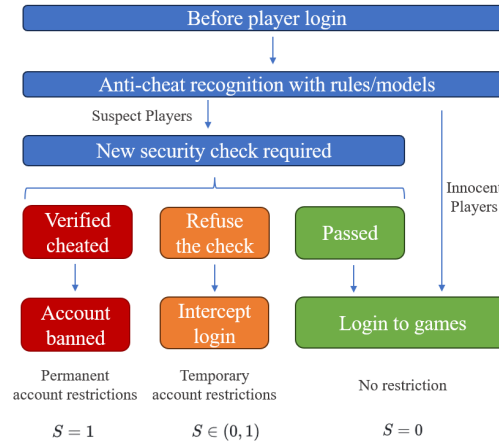 Before player login
Anti-cheat recognition with rules/models
Suspect Players
New security check required
Innocent
Players
Verified
cheated
Refuse
the check
Passed
Account
banned
Intercept
login
Login to games
Permanent
account restrictions
Temporary
account restrictions
No restriction
S = 1
S ∈ (0, 1)
S = 0